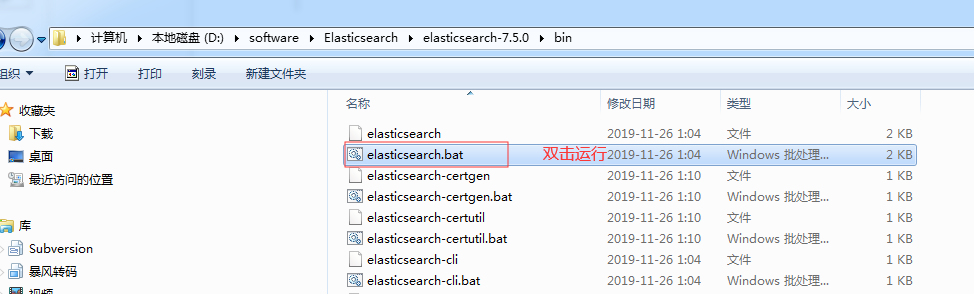 计算机 本地磁盘 (D:) software Elasticsearch elasticsearch-7.5.0 bin
组织 打开 打印 刻录 新建文件夹
收藏夹
下载
桌面
最近访问的位置
库
Subversion
暴风转码
视频
名称 修改日期 类型 大小
elasticsearch 2019-11-26 1:04 文件 2 KB
elasticsearch.bat 双击运行 2019-11-26 1:04 Windows 批处理... 2 KB
elasticsearch-certgen 2019-11-26 1:10 文件 1 KB
elasticsearch-certgen.bat 2019-11-26 1:10 Windows 批处理... 1 KB
elasticsearch-certutil 2019-11-26 1:10 文件 1 KB
elasticsearch-certutil.bat 2019-11-26 1:10 Windows 批处理... 1 KB
elasticsearch-cli 2019-11-26 1:04 文件 1 KB
elasticsearch-cli.bat 2019-11-26 1:04 Windows 批处理... 1 KB